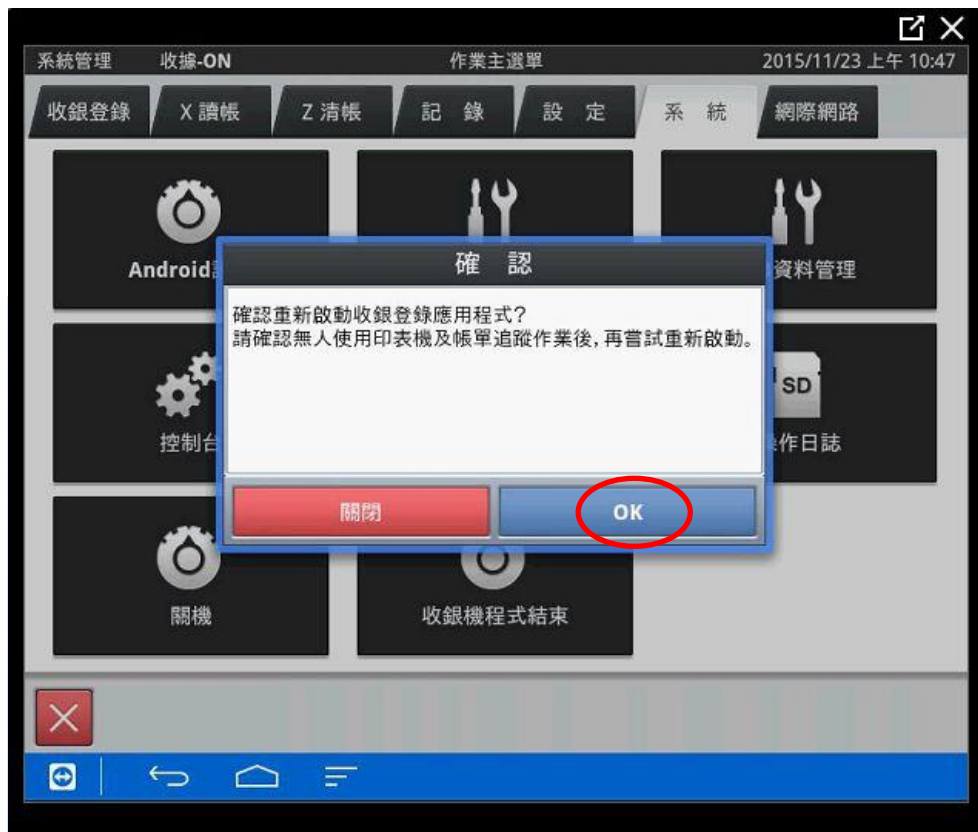 系統管理 收據-ON 作業主選單 2015/11/23 上午 10:47
收銀登錄 X 讀帳 Z 清帳 記 錄 設 定 系 統 網際網路
Android
資料管理
確 認
確認重新啟動收銀登錄應用程式?
請確認無人使用印表機及帳單追蹤作業後,再嘗試重新啟動。
SD
控制台
作日誌
關閉 OK
關機 收銀機程式結束